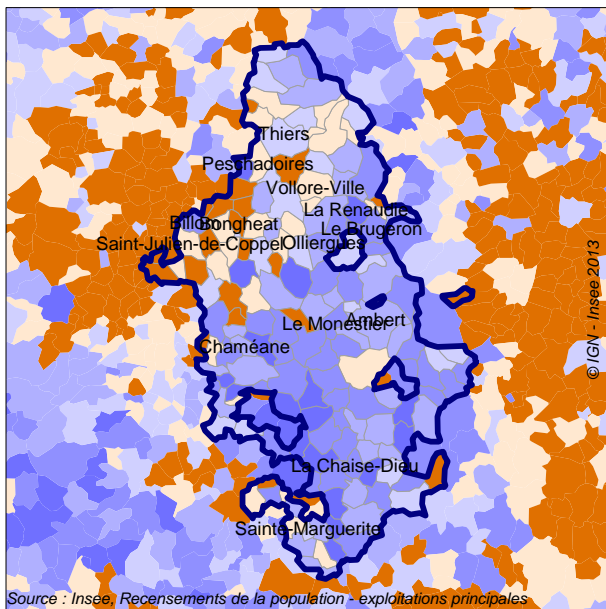 Thiers
Peschadoires
Vollore-Ville
La Renaudie
Billom Bongheat Le Brugeron
Saint-Julien-de-Coppel Olliergues
Le Monestier Ambert
Chaméane
La Chaise-Dieu
Sainte-Marguerite
© IGN - Insee 2013
Source : Insee, Recensements de la population - exploitations principales